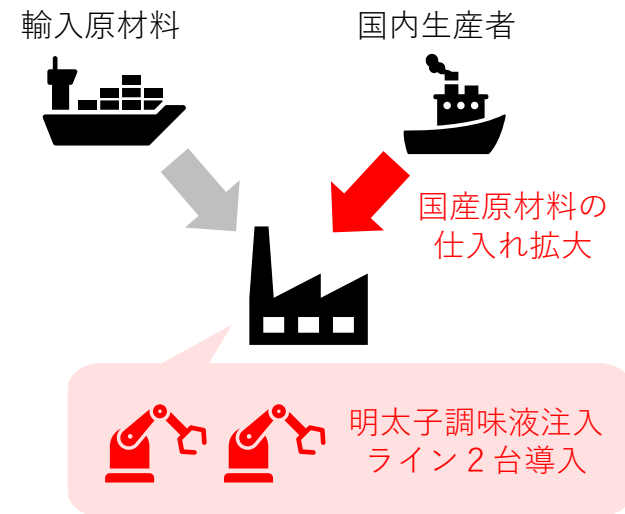 輸入原材料
国内生産者
国産原材料の
仕入れ拡大
明太子調味液注入
ライン２台導入